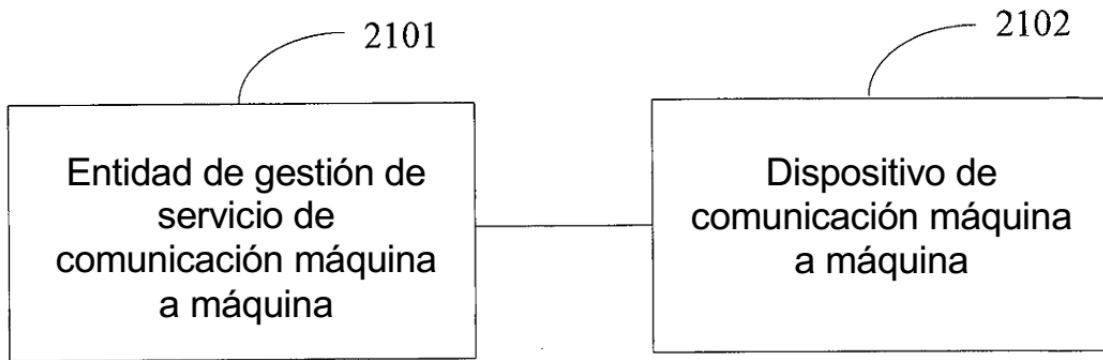 2101
2102
Entidad de gestión de
servicio de
comunicación máquina
a máquina
Dispositivo de
comunicación máquina
a máquina